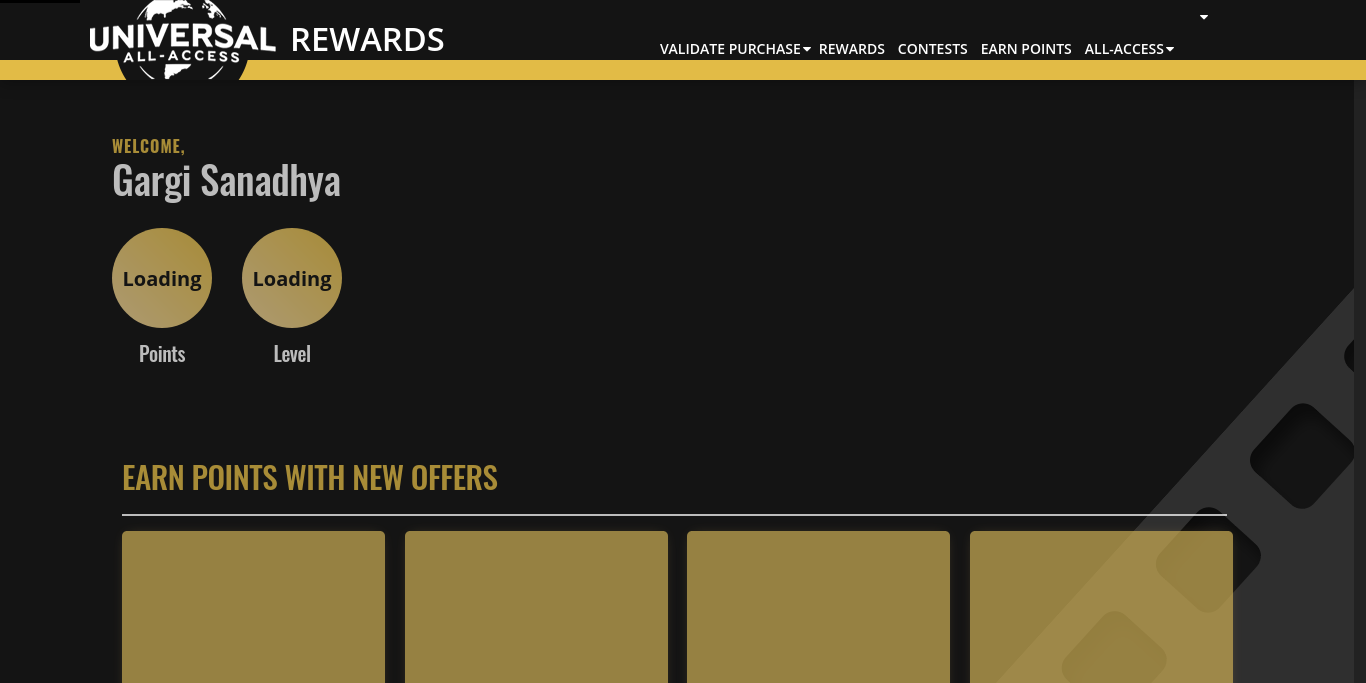 UNIVERSAL
ALL-ACCESS
REWARDS
VALIDATE PURCHASE REWARDS CONTESTS EARN POINTS ALL-ACCESS
WELCOME,
Gargi Sanadhya
Loading Loading
Points Level
EARN POINTS WITH NEW OFFERS